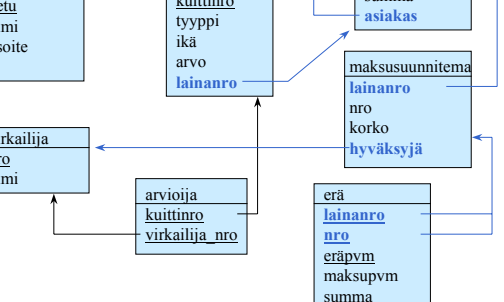 etu
mi
soite
kuittinro
tyyppi
ikä
arvo
lainanro
summa
asiakas
maksusuunnitema
lainanro
nro
korko
hyväksyjä
rkailija
ro
mi
arvioija
kuittinro
virkailija_nro
erä
lainanro
nro
eräpvm
maksupvm
summa